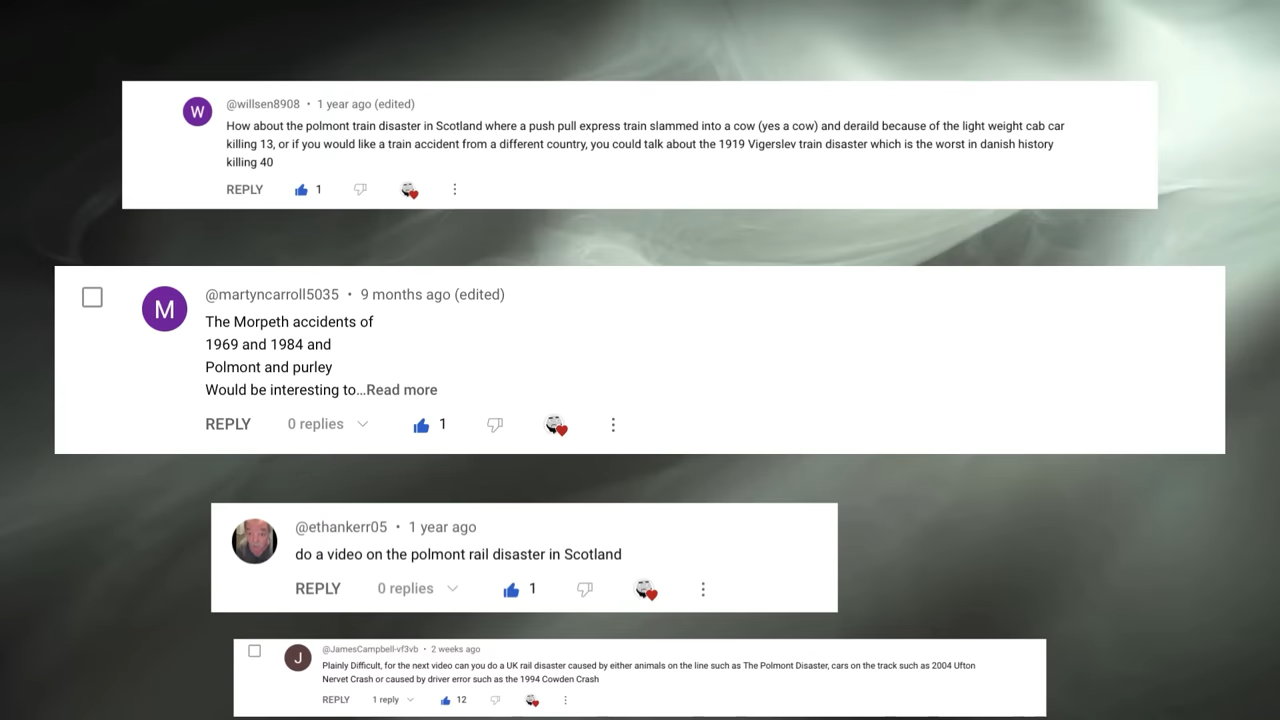 W
@willsen8908 • 1 year ago (edited)
How about the polmont train disaster in Scotland where a push pull express train slammed into a cow (yes a cow) and deraild because of the light weight cab car
killing 13, or if you would like a train accident from a different country, you could talk about the 1919 Vigerslev train disaster which is the worst in danish history
killing 40
REPLY 1
M
@martyncarroll5035 • 9 months ago (edited)
The Morpeth accidents of
1969 and 1984 and
Polmont and purley
Would be interesting to...Read more
REPLY 0 replies 1
@ethankerr05 • 1 year ago
do a video on the polmont rail disaster in Scotland
REPLY 0 replies 1
J
@JamesCampbell-vf3vb • 2 weeks ago
Plainly Difficult, for the next video can you do a UK rail disaster caused by either animals on the line such as The Polmont Disaster, cars on the track such as 2004 Ufton
Nervet Crash or caused by driver error such as the 1994 Cowden Crash
REPLY 1 reply 12